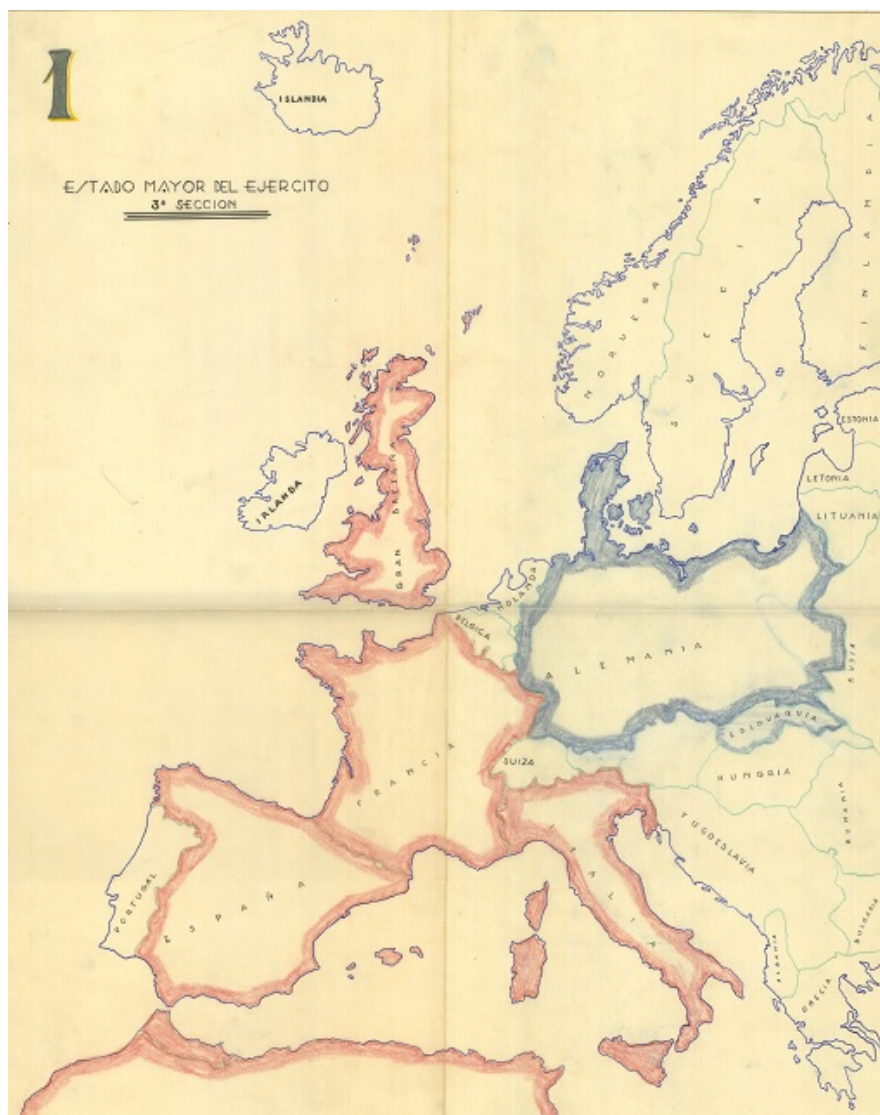 1
ISLANDIA
ESTADO MAYOR DEL EJERCITO
3ª SECCION
NORUEGA
SUECIA
FINLANDIA
ESTONIA
LETONIA
LITUANIA
IRLANDA
GRAN BRETAÑA
HOLANDA
BELGICA
ALEMANIA
RUSIA
ESLOVAQUIA
SUIZA
HUNGRIA
FRANCIA
RUMANIA
YUGOESLAVIA
ITALIA
PORTUGAL
ESPAÑA
BULGARIA
ALBANIA
GRECIA